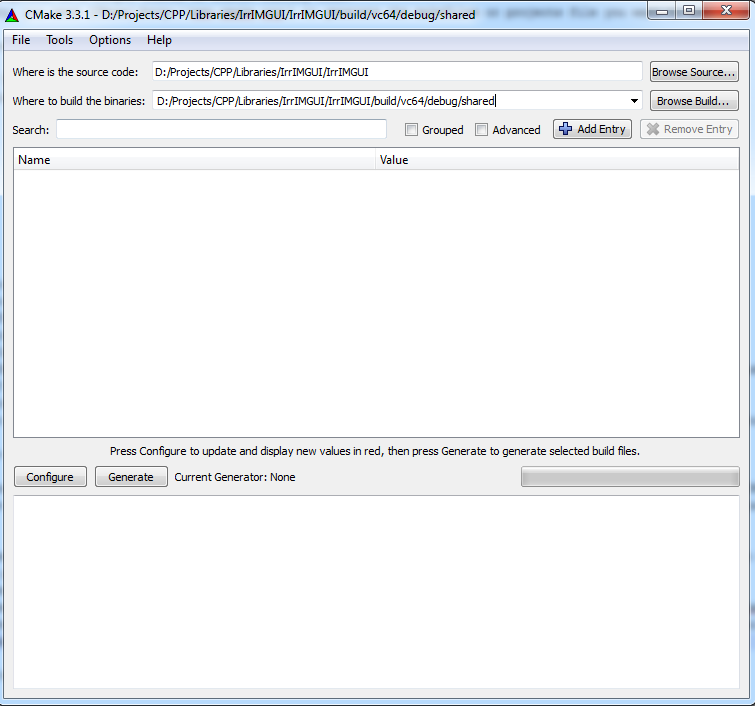 CMake 3.3.1 - D:/Projects/CPP/Libraries/IrrIMGUI/IrrIMGUI/build/vc64/debug/shared
File Tools Options Help
Where is the source code: D:/Projects/CPP/Libraries/IrrIMGUI/IrrIMGUI Browse Source...
Where to build the binaries: D:/Projects/CPP/Libraries/IrrIMGUI/IrrIMGUI/build/vc64/debug/shared Browse Build...
Search: Grouped Advanced Add Entry Remove Entry
Name Value
Press Configure to update and display new values in red, then press Generate to generate selected build files.
Configure Generate Current Generator: None